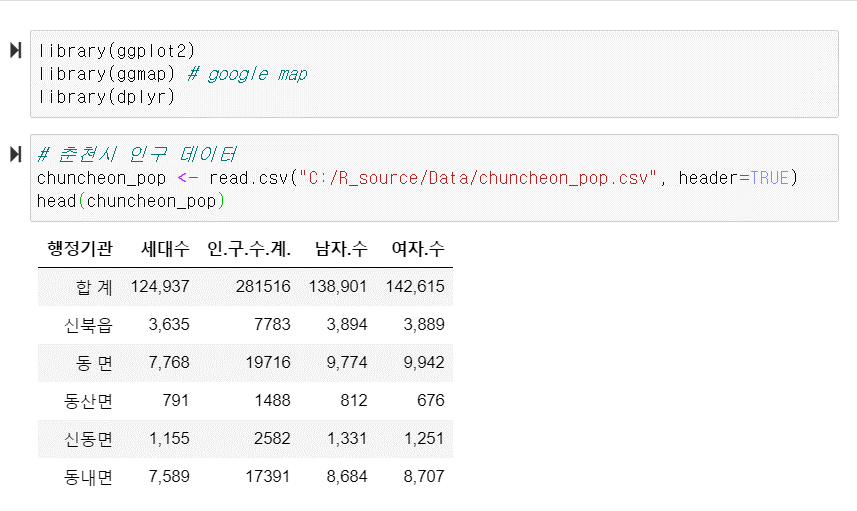 library(ggplot2)
library(ggmap) # google map
library(dplyr)
# 춘천시 인구 데이터
chuncheon_pop <- read.csv("C:/R_source/Data/chuncheon_pop.csv", header=TRUE)
head(chuncheon_pop)
행정기관 세대수 인.구.수.계. 남자.수 여자.수
합 계 124,937 281516 138,901 142,615
신북읍 3,635 7783 3,894 3,889
동 면 7,768 19716 9,774 9,942
동산면 791 1488 812 676
신동면 1,155 2582 1,331 1,251
동내면 7,589 17391 8,684 8,707